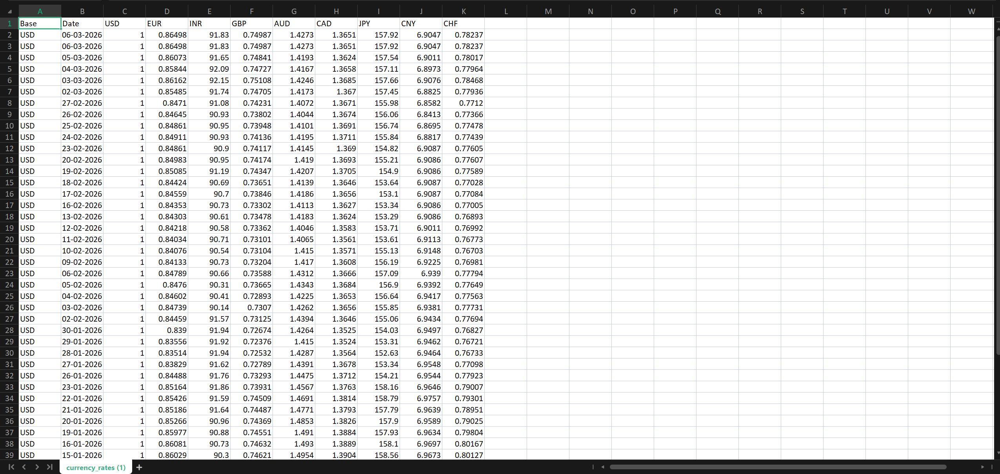 A B C D E F G H I J K L M N O P Q R S T U V W
1 Base Date USD EUR INR GBP AUD CAD JPY CNY CHF
2 USD 06-03-2026 1 0.86498 91.83 0.74987 1.4273 1.3651 157.92 6.9047 0.78237
3 USD 06-03-2026 1 0.86498 91.83 0.74987 1.4273 1.3651 157.92 6.9047 0.78237
4 USD 05-03-2026 1 0.86073 91.65 0.74841 1.4193 1.3624 157.54 6.9011 0.78017
5 USD 04-03-2026 1 0.85844 92.09 0.74727 1.4167 1.3658 157.11 6.8973 0.77964
6 USD 03-03-2026 1 0.86162 92.15 0.75108 1.4246 1.3685 157.66 6.9076 0.78468
7 USD 02-03-2026 1 0.85485 91.74 0.74705 1.4173 1.367 157.45 6.8825 0.77936
8 USD 27-02-2026 1 0.8471 91.08 0.74231 1.4072 1.3671 155.98 6.8582 0.7712
9 USD 26-02-2026 1 0.84645 90.93 0.73802 1.4044 1.3674 156.06 6.8413 0.77366
10 USD 25-02-2026 1 0.84861 90.95 0.73948 1.4101 1.3691 156.74 6.8695 0.77478
11 USD 24-02-2026 1 0.84911 90.93 0.74136 1.4195 1.3711 155.84 6.8817 0.77439
12 USD 23-02-2026 1 0.84861 90.9 0.74117 1.4145 1.369 154.82 6.9087 0.77605
13 USD 20-02-2026 1 0.84983 90.95 0.74174 1.419 1.3693 155.21 6.9086 0.77607
14 USD 19-02-2026 1 0.85085 91.19 0.74347 1.4207 1.3705 154.9 6.9086 0.77589
15 USD 18-02-2026 1 0.84424 90.69 0.73651 1.4139 1.3646 153.64 6.9087 0.77028
16 USD 17-02-2026 1 0.84559 90.7 0.73846 1.4186 1.3656 153.1 6.9087 0.77084
17 USD 16-02-2026 1 0.84353 90.73 0.73302 1.4113 1.3627 153.34 6.9086 0.77005
18 USD 13-02-2026 1 0.84303 90.61 0.73478 1.4183 1.3624 153.29 6.9086 0.76893
19 USD 12-02-2026 1 0.84218 90.58 0.73362 1.4046 1.3583 153.71 6.9011 0.76992
20 USD 11-02-2026 1 0.84034 90.71 0.73101 1.4065 1.3561 153.61 6.9113 0.76773
21 USD 10-02-2026 1 0.84076 90.54 0.73104 1.415 1.3571 155.13 6.9148 0.76703
22 USD 09-02-2026 1 0.84133 90.73 0.73204 1.417 1.3608 156.19 6.9225 0.76981
23 USD 06-02-2026 1 0.84789 90.66 0.73588 1.4312 1.3666 157.09 6.939 0.77794
24 USD 05-02-2026 1 0.8476 90.31 0.73665 1.4343 1.3684 156.9 6.9392 0.77649
25 USD 04-02-2026 1 0.84602 90.41 0.72893 1.4225 1.3653 156.64 6.9417 0.77563
26 USD 03-02-2026 1 0.84739 90.14 0.7307 1.4262 1.3656 155.85 6.9381 0.77731
27 USD 02-02-2026 1 0.84459 91.57 0.73125 1.4394 1.3646 155.06 6.9434 0.77694
28 USD 30-01-2026 1 0.839 91.94 0.72674 1.4264 1.3525 154.03 6.9497 0.76827
29 USD 29-01-2026 1 0.83556 91.92 0.72376 1.415 1.3524 153.31 6.9462 0.76721
30 USD 28-01-2026 1 0.83514 91.94 0.72532 1.4287 1.3564 152.63 6.9464 0.76733
31 USD 27-01-2026 1 0.83829 91.62 0.72789 1.4391 1.3678 153.34 6.9548 0.77098
32 USD 26-01-2026 1 0.84488 91.76 0.73293 1.4475 1.3712 154.21 6.9544 0.77923
33 USD 23-01-2026 1 0.85164 91.86 0.73931 1.4567 1.3763 158.16 6.9646 0.79007
34 USD 22-01-2026 1 0.85426 91.59 0.74509 1.4691 1.3814 158.79 6.9757 0.79301
35 USD 21-01-2026 1 0.85186 91.64 0.74487 1.4771 1.3793 157.79 6.9639 0.78951
36 USD 20-01-2026 1 0.85266 90.96 0.74369 1.4853 1.3826 157.9 6.9589 0.79025
37 USD 19-01-2026 1 0.85977 90.88 0.74551 1.491 1.3884 157.93 6.9634 0.79804
38 USD 16-01-2026 1 0.86081 90.73 0.74632 1.493 1.3889 158.1 6.9697 0.80167
39 USD 15-01-2026 1 0.86029 90.3 0.74621 1.4954 1.3904 158.56 6.9673 0.80127
currency_rates (1)